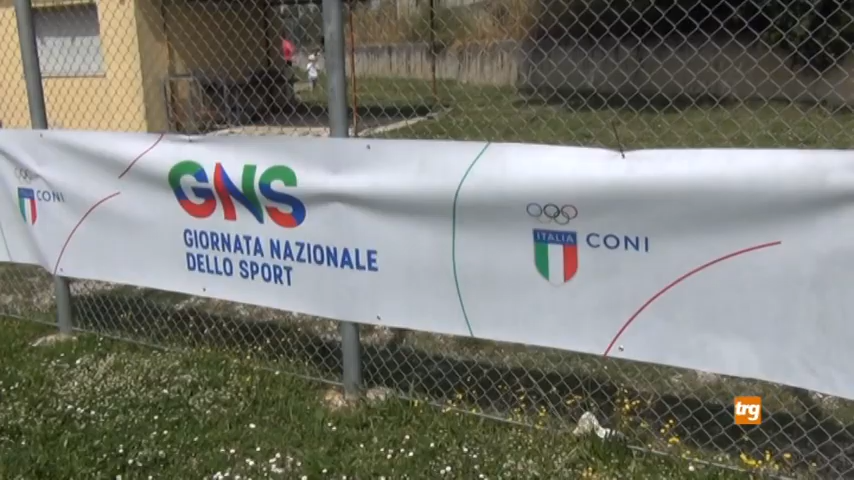 CONI
GNS
GIORNATA NAZIONALE
DELLO SPORT
ITALIA
CONI
trg